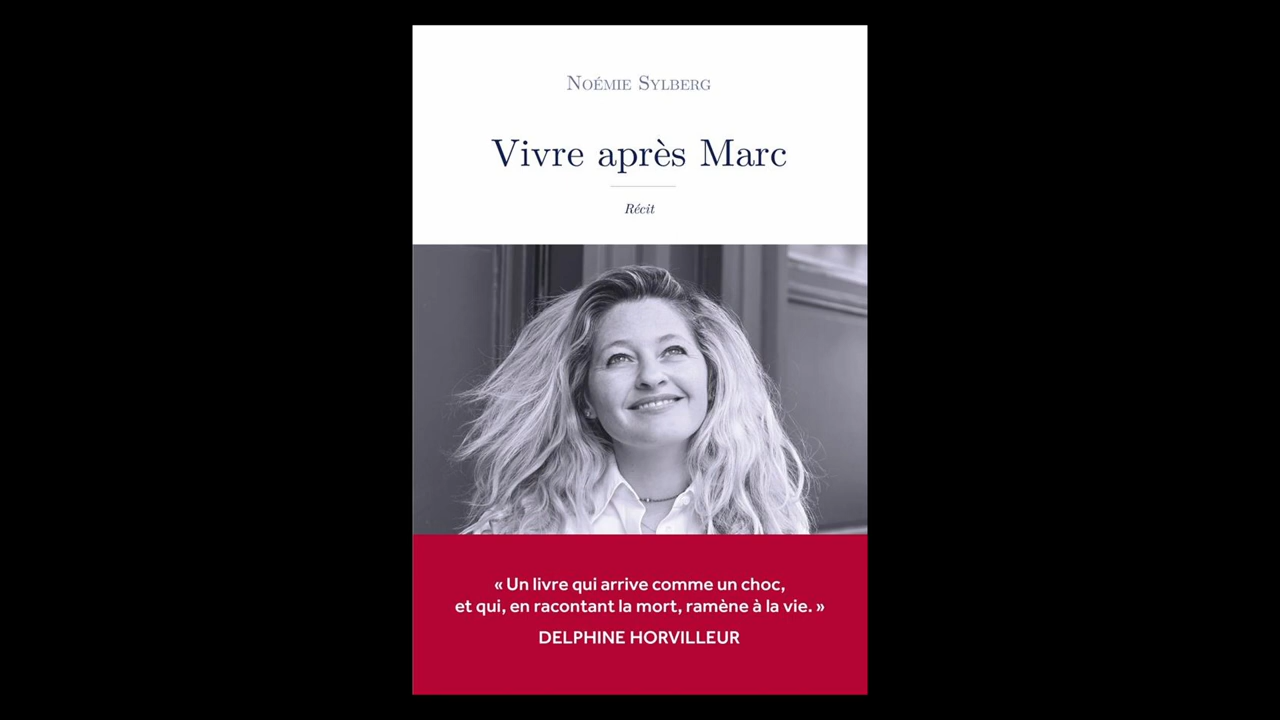 Noémie Sylberg
Vivre après Marc
Récit
« Un livre qui arrive comme un choc,
et qui, en racontant la mort, ramène à la vie. »
DELPHINE HORVILLEUR